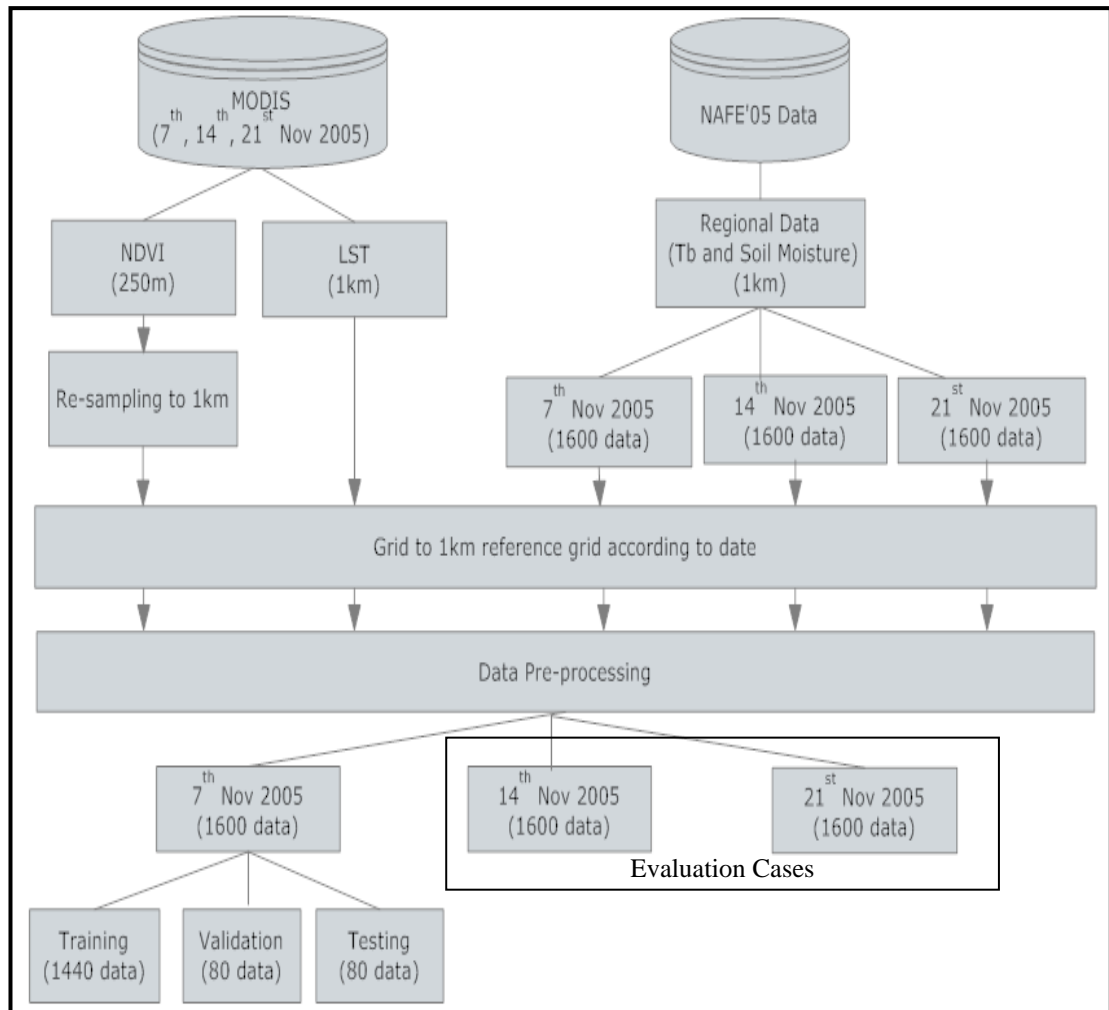 MODIS
(7th, 14th, 21st Nov 2005)
NAFE'05 Data
NDVI
(250m)
LST
(1km)
Regional Data
(Tb and Soil Moisture)
(1km)
Re-sampling to 1km
7th Nov 2005
(1600 data)
14th Nov 2005
(1600 data)
21st Nov 2005
(1600 data)
Grid to 1km reference grid according to date
Data Pre-processing
7th Nov 2005
(1600 data)
14th Nov 2005
(1600 data)
21st Nov 2005
(1600 data)
Evaluation Cases
Training
(1440 data)
Validation
(80 data)
Testing
(80 data)